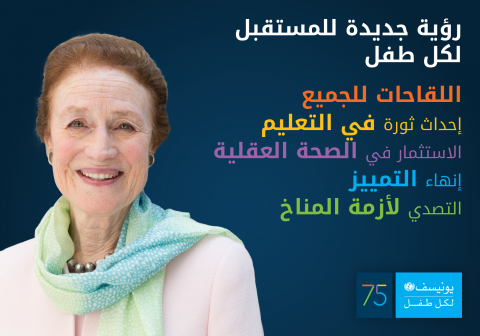 رؤية جديدة للمستقبل
لكل طفل
اللقاحات للجميع
إحداث ثورة في التعليم
الاستثمار في الصحة العقلية
إنهاء التمييز
التصدي لأزمة المناخ
75
يونيسف
لكل طفل